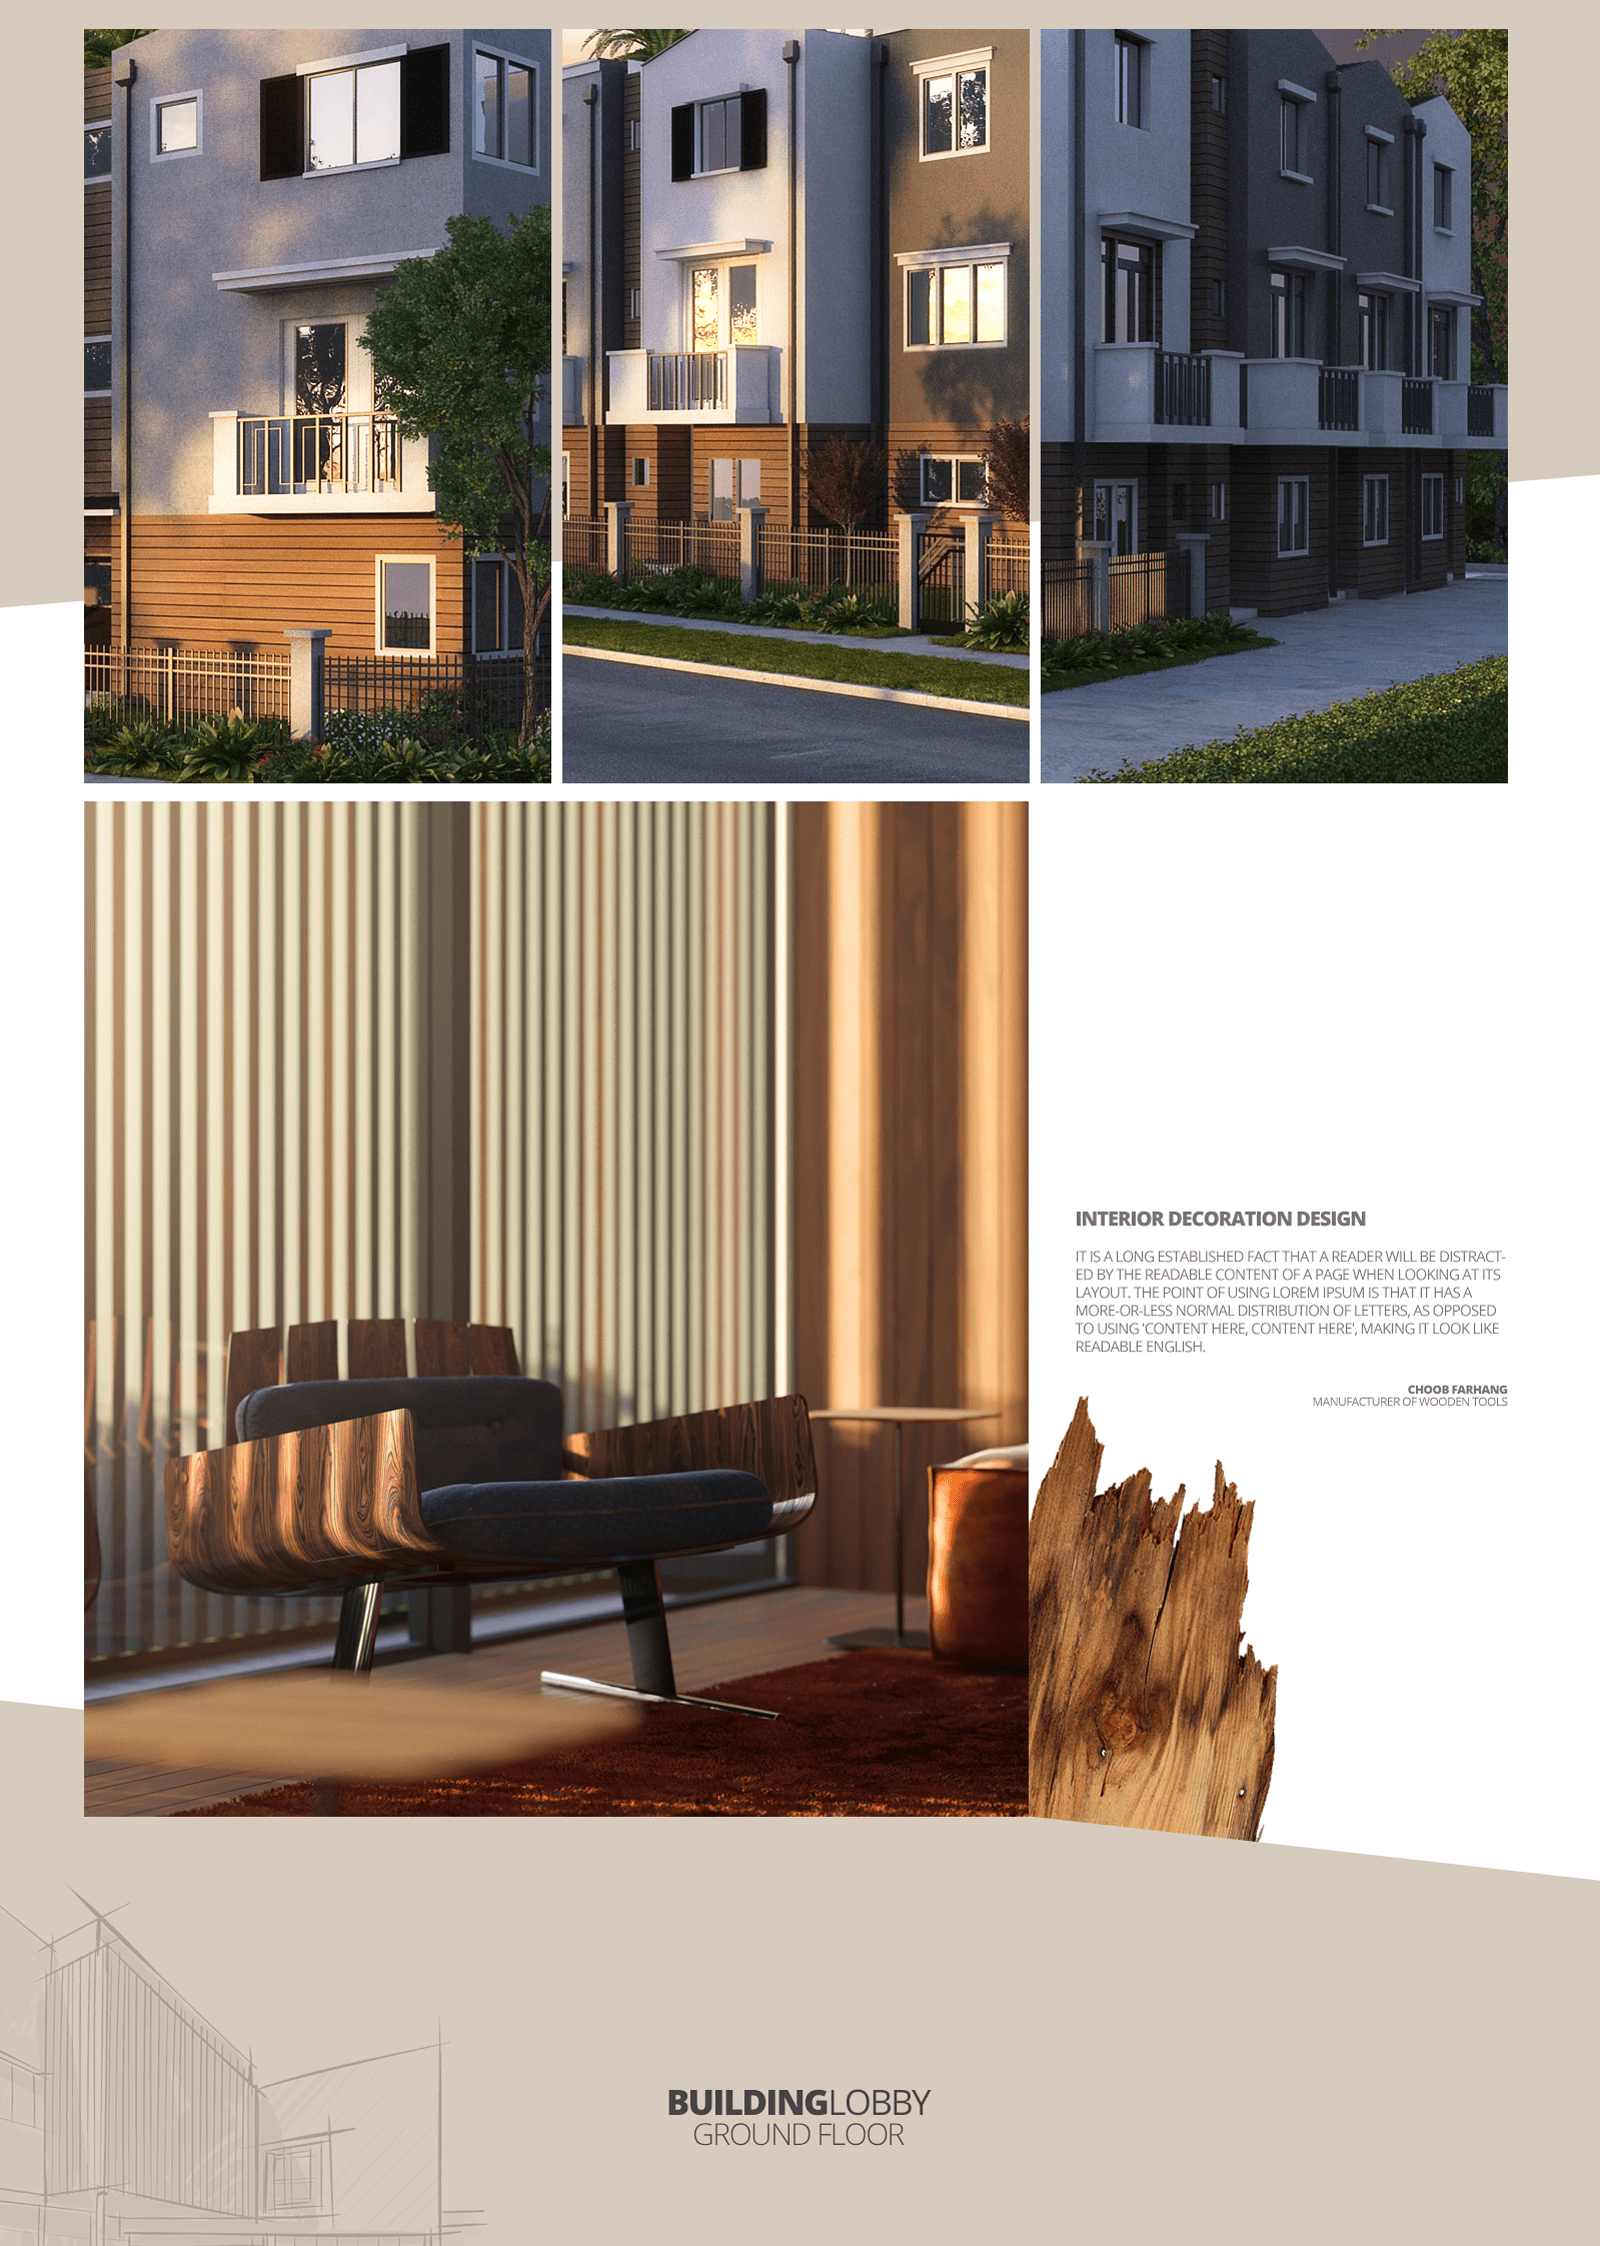 INTERIOR DECORATION DESIGN
IT IS A LONG ESTABLISHED FACT THAT A READER WILL BE DISTRACT-
ED BY THE READABLE CONTENT OF A PAGE WHEN LOOKING AT ITS
LAYOUT. THE POINT OF USING LOREM IPSUM IS THAT IT HAS A
MORE-OR-LESS NORMAL DISTRIBUTION OF LETTERS, AS OPPOSED
TO USING 'CONTENT HERE, CONTENT HERE', MAKING IT LOOK LIKE
READABLE ENGLISH.
CHOOB FARHANG
MANUFACTURER OF WOODEN TOOLS
BUILDINGLOBBY
GROUND FLOOR